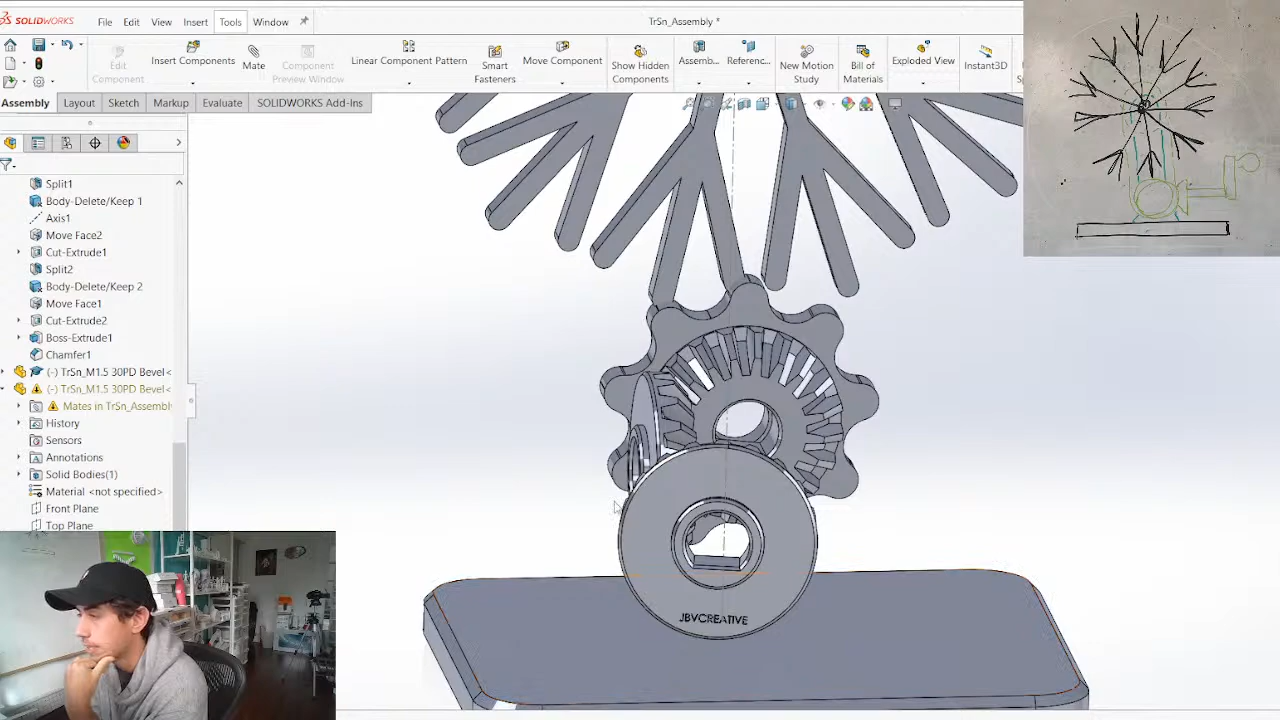 SOLIDWORKS File Edit View Insert Tools Window TrSn_Assembly *
Edit Component
Insert Components
Mate
Component Preview Window
Linear Component Pattern
Smart Fasteners
Move Component
Show Hidden Components
Assemb...
Referenc...
New Motion Study
Bill of Materials
Exploded View
Instant3D
Assembly Layout Sketch Markup Evaluate SOLIDWORKS Add-Ins
Split1
Body-Delete/Keep 1
Axis1
Move Face2
Cut-Extrude1
Split2
Body-Delete/Keep 2
Move Face1
Cut-Extrude2
Boss-Extrude1
Chamfer1
(-) TrSn_M1.5 30PD Bevel<
(-) TrSn_M1.5 30PD Bevel<
Mates in TrSn_Assembl
History
Sensors
Annotations
Solid Bodies(1)
Material <not specified>
Front Plane
Top Plane
JBVCREATIVE